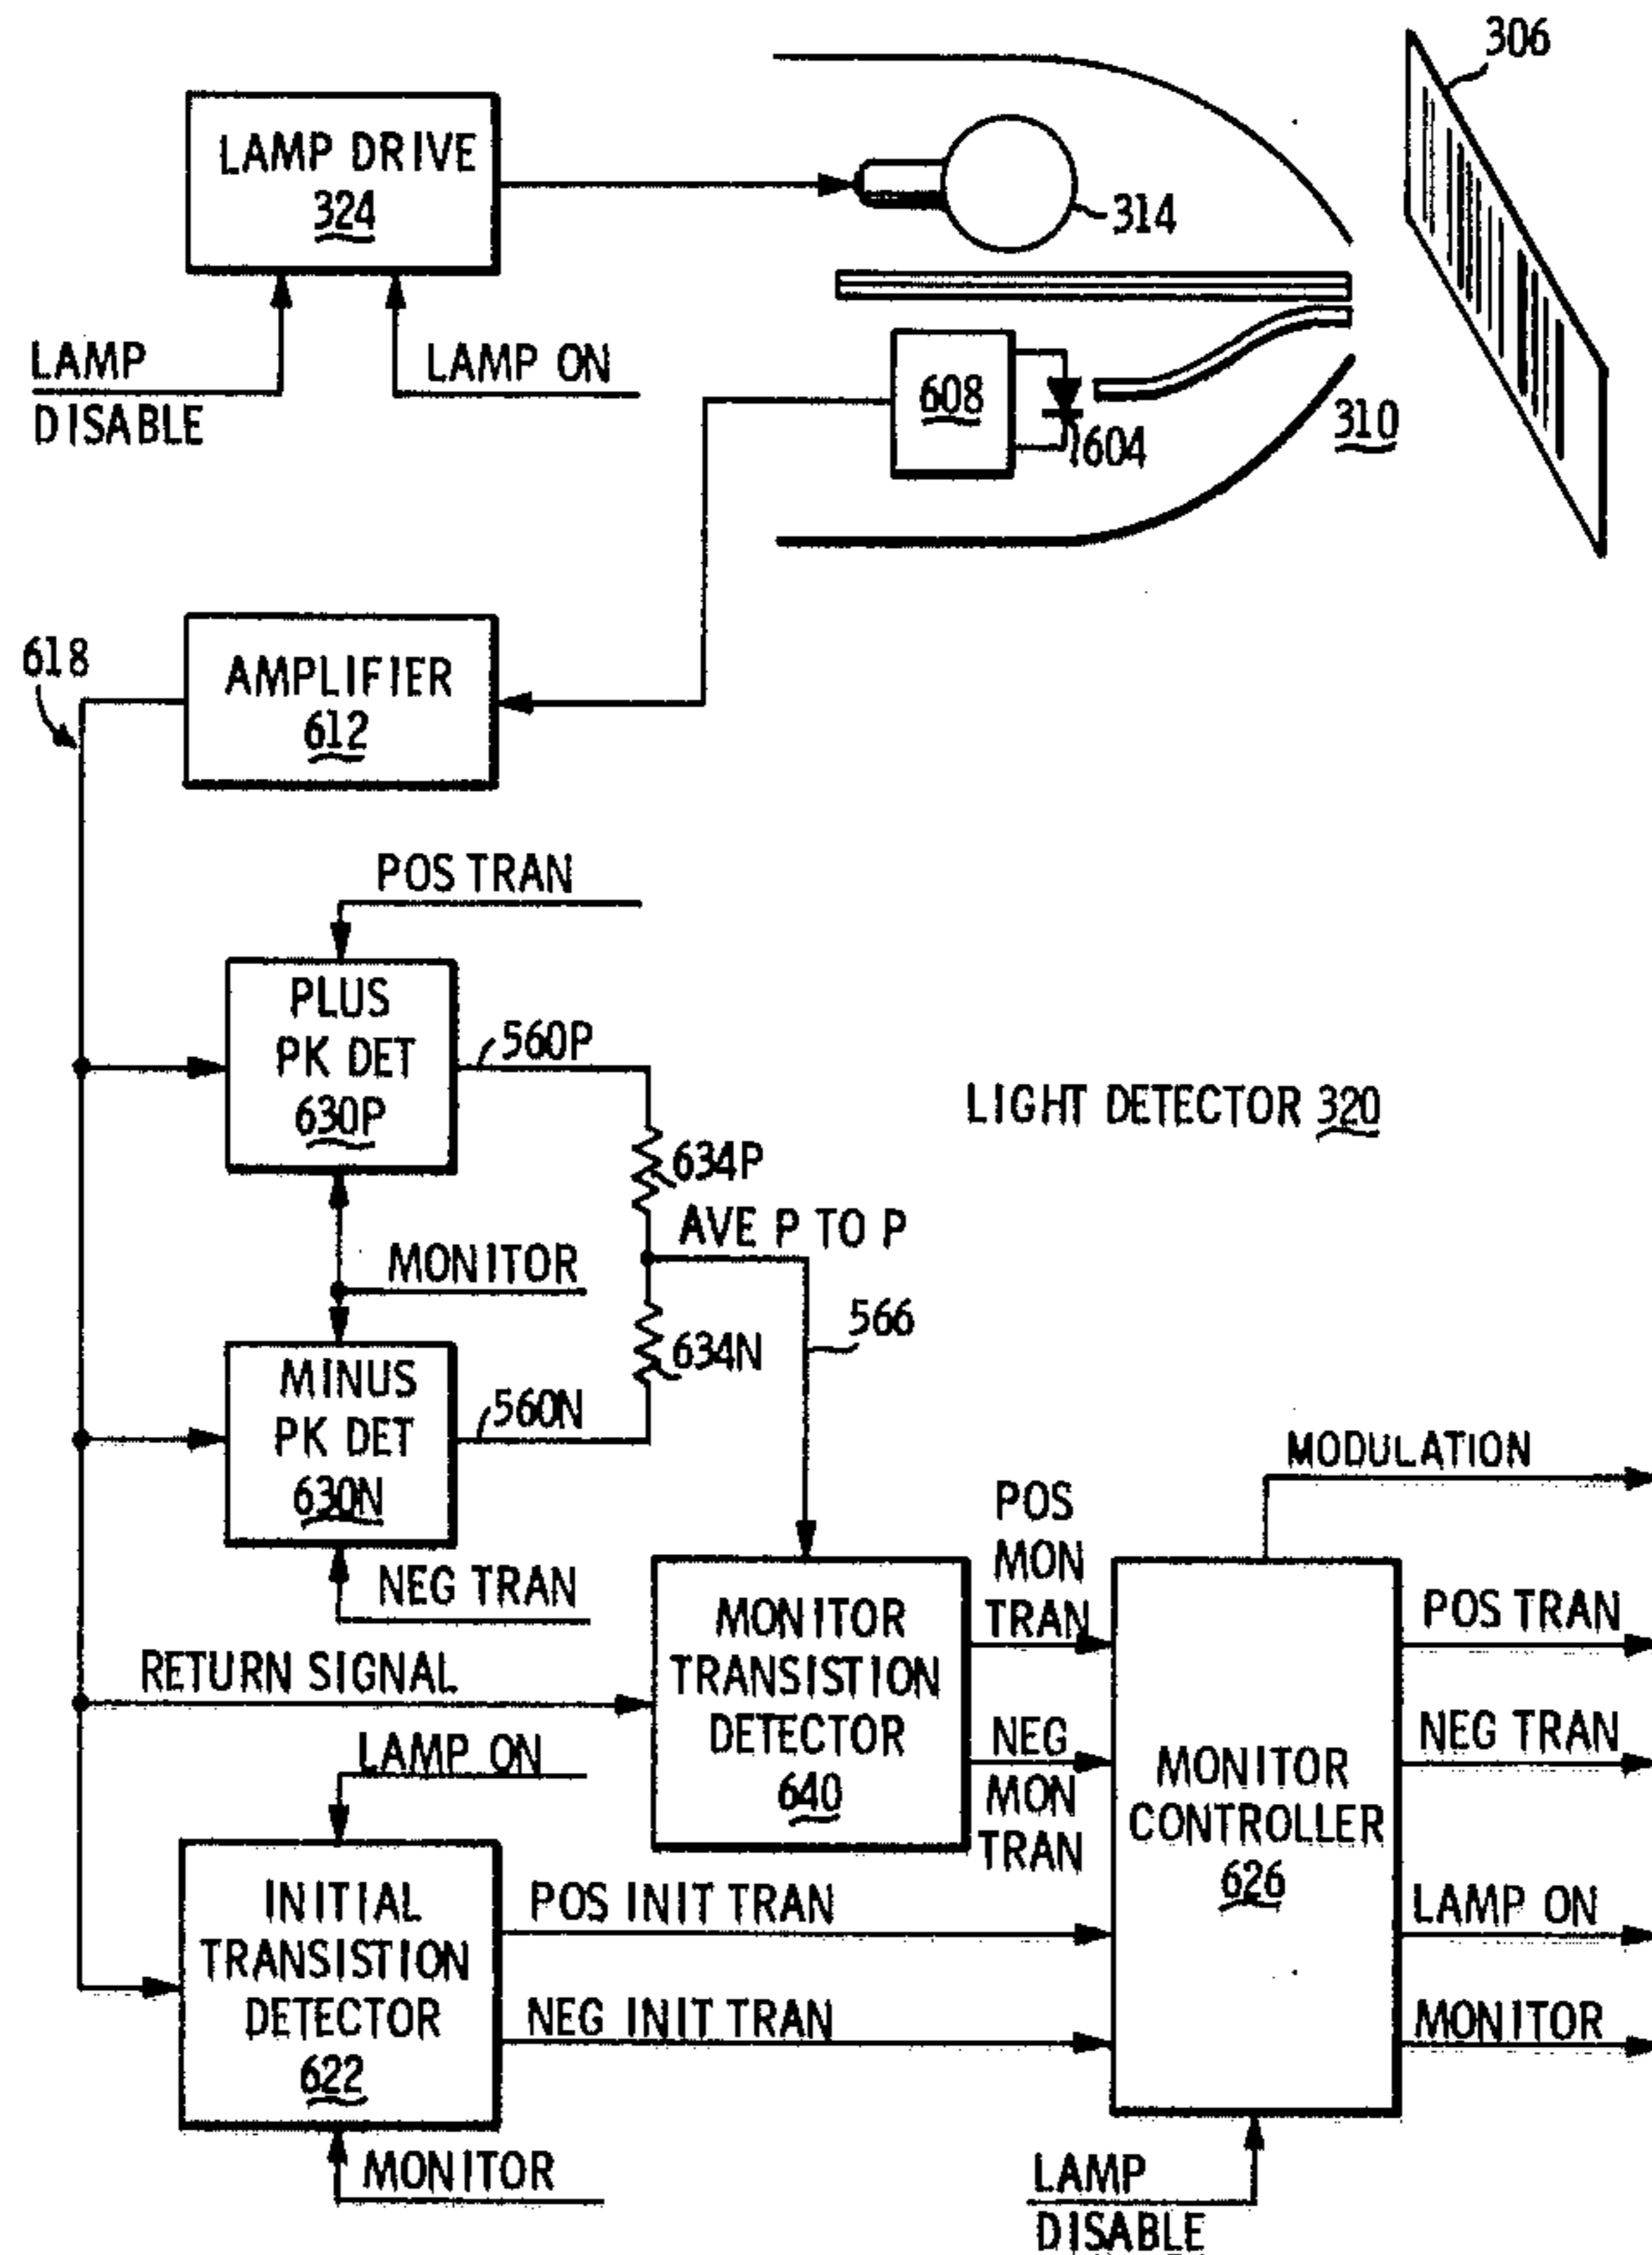 306
LAMP DRIVE
324
314
LAMP
DISABLE
LAMP ON
608
604
310
618
AMPLIFIER
612
POS TRAN
PLUS
PK DET
630P
560P
LIGHT DETECTOR 320
634P
AVE P TO P
MONITOR
566
634N
MINUS
PK DET
630N
560N
NEG TRAN
MODULATION
POS
MON
TRAN
MONITOR
TRANSISTION
DETECTOR
640
NEG
MON
TRAN
RETURN SIGNAL
LAMP ON
INITIAL
TRANSISTION
DETECTOR
622
POS INIT TRAN
NEG INIT TRAN
MONITOR
MONITOR
CONTROLLER
626
POS TRAN
NEG TRAN
LAMP ON
MONITOR
LAMP
DISABLE